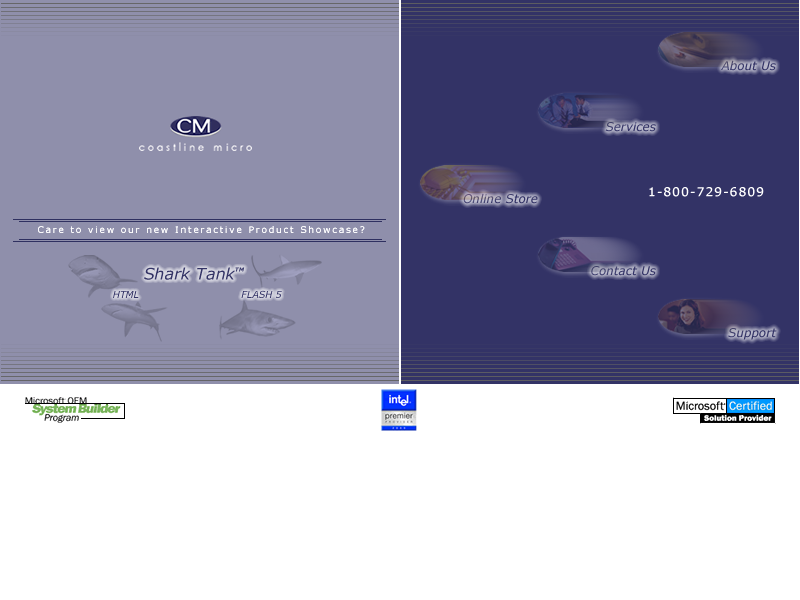 CM
coastline micro
Care to view our new Interactive Product Showcase?
Shark Tank™
HTML
FLASH 5
About Us
Services
Online Store
1-800-729-6809
Contact Us
Support
Microsoft OEM
System Builder
Program
intel.
premier
PROVIDER
Microsoft Certified
Solution Provider